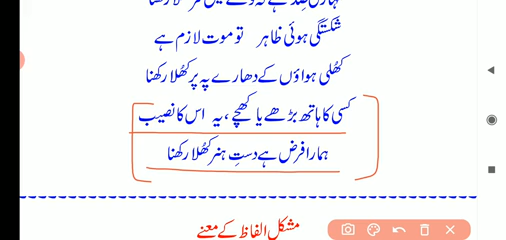 شکستگی ہوئی ظاہر تو موت لازم ہے
کھلی ہواؤں کے دھارے پہ پر کھلا رکھنا
کسی کا ہاتھ بڑھے یا کھچے ، یہ اس کا نصیب
ہمارا فرض ہے دستِ ہنر کھلا رکھنا
مشکل الفاظ کے معنے